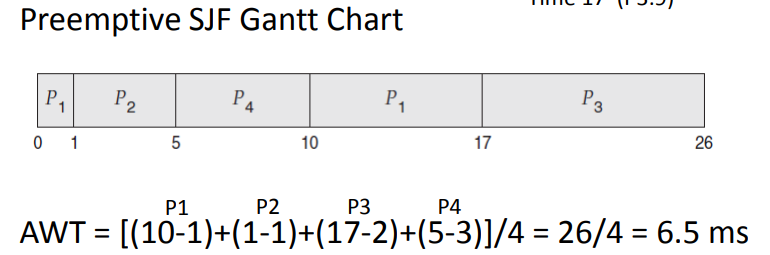 Preemptive SJF Gantt Chart
P1 P2 P4 P1 P3
0 1 5 10 17 26
P1 P2 P3 P4
AWT = [(10-1)+(1-1)+(17-2)+(5-3)]/4 = 26/4 = 6.5 ms